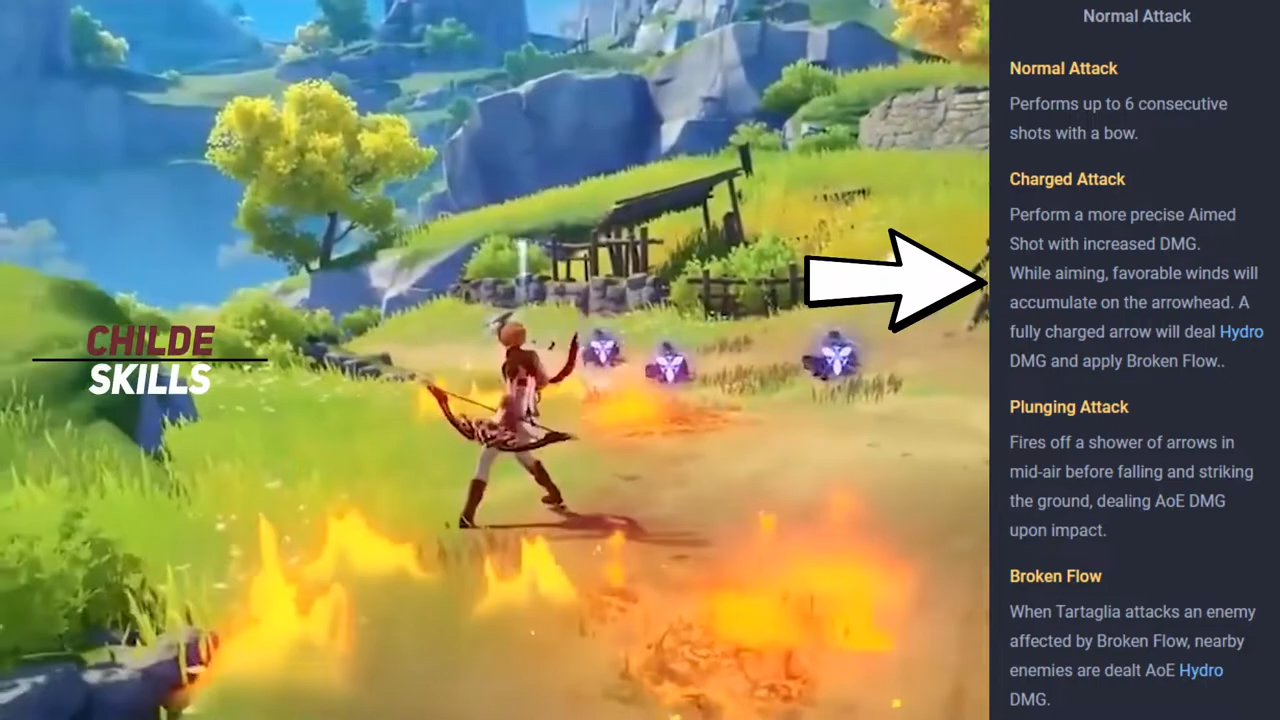 CHILDE
SKILLS
Normal Attack
Normal Attack
Performs up to 6 consecutive
shots with a bow.
Charged Attack
Perform a more precise Aimed
Shot with increased DMG.
While aiming, favorable winds will
accumulate on the arrowhead. A
fully charged arrow will deal Hydro
DMG and apply Broken Flow..
Plunging Attack
Fires off a shower of arrows in
mid-air before falling and striking
the ground, dealing AoE DMG
upon impact.
Broken Flow
When Tartaglia attacks an enemy
affected by Broken Flow, nearby
enemies are dealt AoE Hydro
DMG.